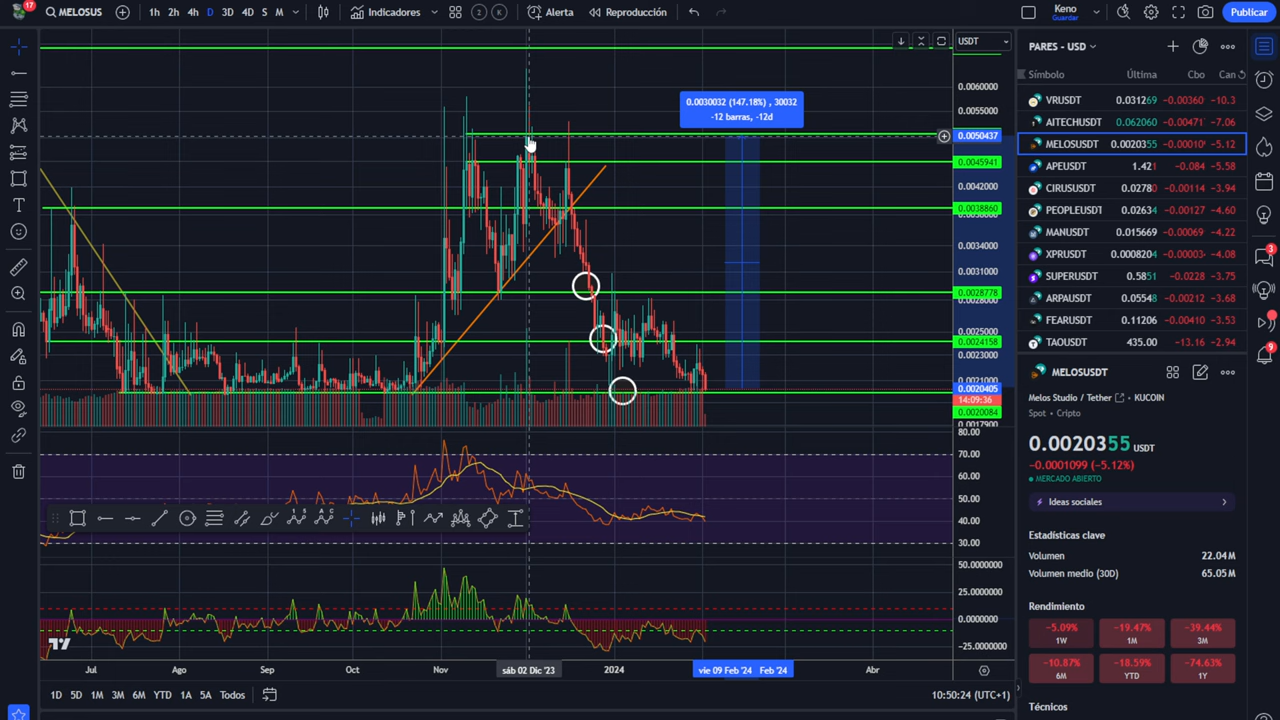 17 MELOSUS 1h 2h 4h D 3D 4D S M Indicadores 2 K Alerta Reproducción Keno Guardar Publicar
USDT
0.0060000
0.0055000
0.0050437
0.0045941
0.0042000
0.0038860
0.0034000
0.0031000
0.0028778
0.0025000
0.0024158
0.0023000
0.0020405
14:09:36
0.0020084
0.0017900
0.0030032 (147.18%) , 30032
-12 barras, -12d
80.00
70.00
60.00
50.00
40.00
30.00
50.0000000
25.0000000
0.0000000
-25.0000000
Jul Ago Sep Oct Nov sáb 02 Dic '23 2024 vie 09 Feb '24 Feb '24 Abr
1D 5D 1M 3M 6M YTD 1A 5A Todos 10:50:24 (UTC+1)
PARES - USD
Símbolo Última Cbo Can
VRUSDT 0.031269 −0.00360 −10.3
AITECHUSDT 0.062060 −0.00471 −7.06
MELOSUSDT 0.0020355 −5.12
APEUSDT 1.421 −0.084 −5.58
CIRUSUSDT 0.02780 −0.00114 −3.94
PEOPLEUSDT 0.02634 −0.00127 −4.60
MANUSDT 0.015669 −0.00069 −4.22
XPRUSDT 0.0008204 −4.08
SUPERUSDT 0.5851 −0.0228 −3.75
ARPAUSDT 0.05548 −0.00212 −3.68
FEARUSDT 0.11206 −0.00410 −3.53
TAOUSDT 435.00 −13.16 −2.94
MELOSUSDT
Melos Studio / Tether • KUCOIN
Spot • Cripto
0.0020355 USDT
−0.0001099 (−5.12%)
MERCADO ABIERTO
Ideas sociales
Estadísticas clave
Volumen 22.04M
Volumen medio (30D) 65.05M
Rendimiento
−5.09% −19.47% −39.44%
1W 1M 3M
−10.87% −18.59% −74.63%
6M YTD 1Y
Técnicos
3
9